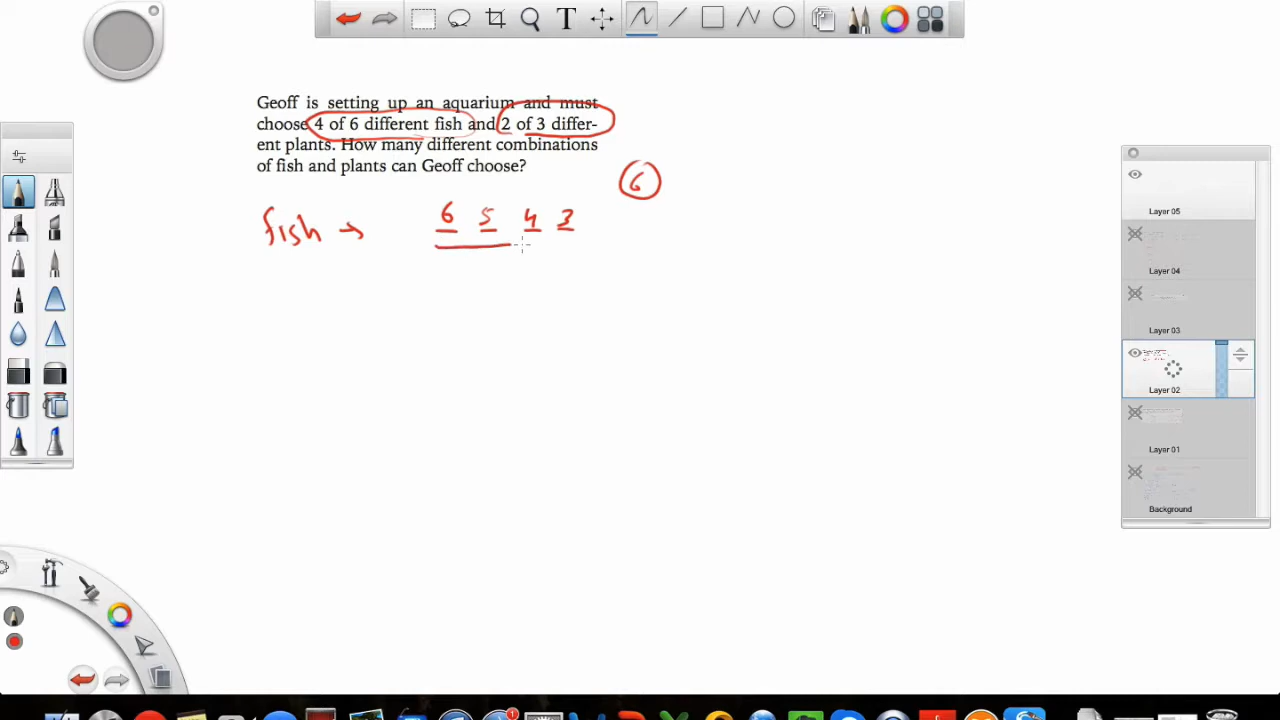 T
Geoff is setting up an aquarium and must
choose 4 of 6 different fish and 2 of 3 differ-
ent plants. How many different combinations
of fish and plants can Geoff choose?
6
fish → 6 5 4 3
Layer 05
Layer 04
Layer 03
Layer 02
Layer 01
Background
1